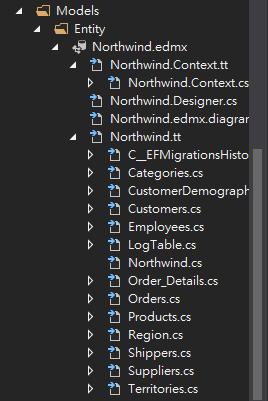 Models
Entity
Northwind.edmx
Northwind.Context.tt
Northwind.Context.cs
Northwind.Designer.cs
Northwind.edmx.diagra
Northwind.tt
C__EFMigrationsHisto
Categories.cs
CustomerDemograph
Customers.cs
Employees.cs
LogTable.cs
Northwind.cs
Order_Details.cs
Orders.cs
Products.cs
Region.cs
Shippers.cs
Suppliers.cs
Territories.cs